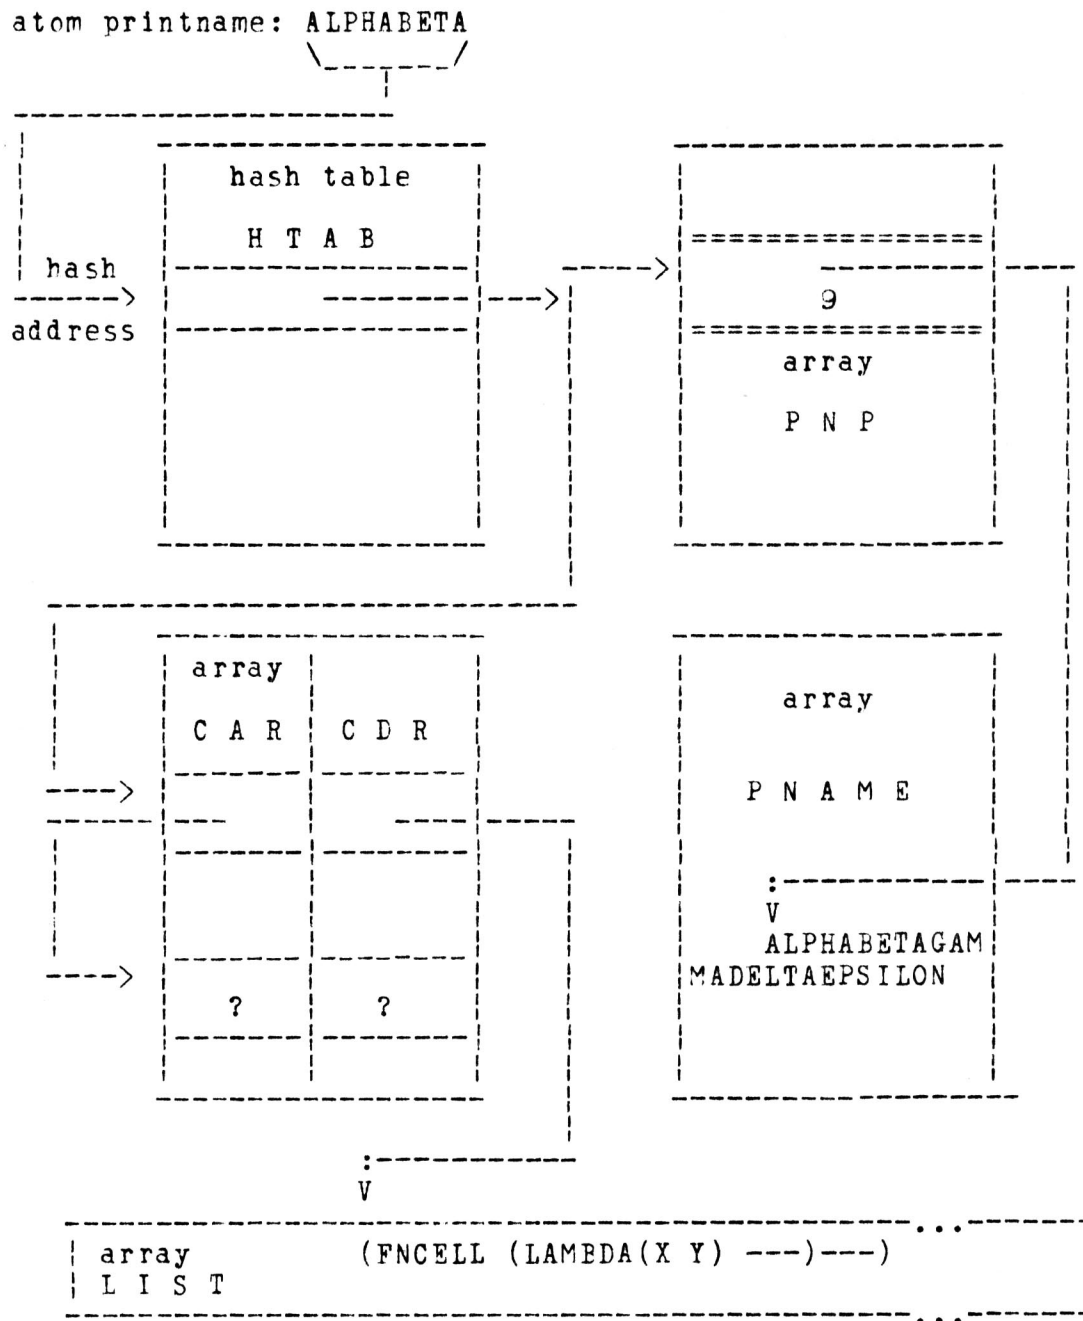 atom printname: ALPHABETA
hash table
H T A B
hash
address
9
array
P N P
array
C A R C D R
? ?
array
P N A M E
V
ALPHABETAGAM
MADELTAEPSILON
V
...
array (FNCELL (LAMBDA(X Y) ---)---)
L I S T
...